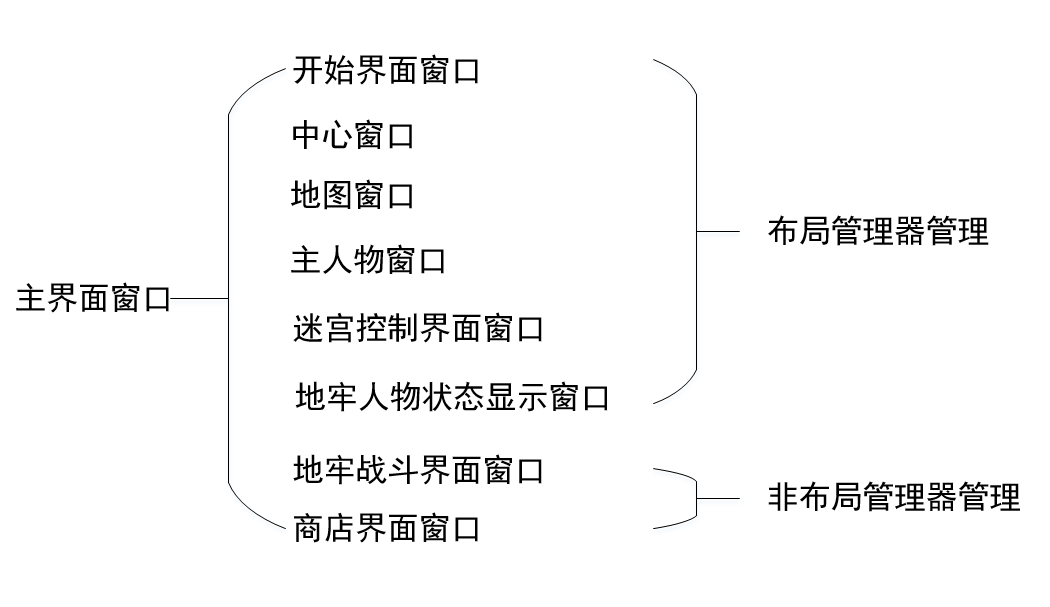 开始界面窗口
中心窗口
地图窗口
主人物窗口
布局管理器管理
主界面窗口
迷宫控制界面窗口
地牢人物状态显示窗口
地牢战斗界面窗口
非布局管理器管理
商店界面窗口